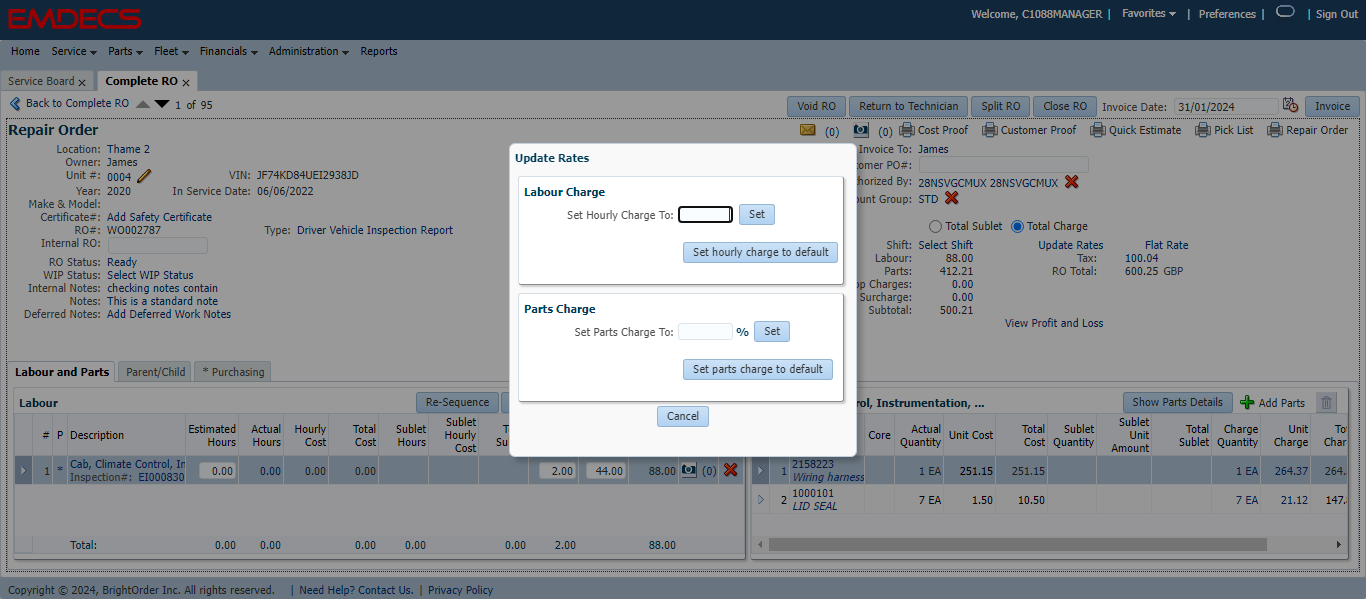 EMDECS
Welcome, C1088MANAGER | Favorites | Preferences | | Sign Out
Home Service Parts Fleet Financials Administration Reports
Service Board x Complete RO x
Back to Complete RO 1 of 95
Void RO Return to Technician Split RO Close RO Invoice Date: 31/01/2024 Invoice
Repair Order
(0) (0) Cost Proof Customer Proof Quick Estimate Pick List Repair Order
Location: Thame 2
Owner: James
Unit #: 0004 VIN: JF74KD84UEI2938JD
Year: 2020 In Service Date: 06/06/2022
Make & Model:
Certificate#: Add Safety Certificate
RO#: WO002787 Type: Driver Vehicle Inspection Report
Internal RO:
RO Status: Ready
WIP Status: Select WIP Status
Internal Notes: checking notes contain
Notes: This is a standard note
Deferred Notes: Add Deferred Work Notes
Update Rates
Labour Charge
Set Hourly Charge To: Set
Set hourly charge to default
Parts Charge
Set Parts Charge To: % Set
Set parts charge to default
Cancel
Invoice To: James
omer PO#:
horized By: 28NSVGCMUX 28NSVGCMUX
ount Group: STD
Total Sublet Total Charge
Shift: Select Shift Update Rates Flat Rate
Labour: 88.00 Tax: 100.04
Parts: 412.21 RO Total: 600.25 GBP
op Charges: 0.00
Surcharge: 0.00
Subtotal: 500.21
View Profit and Loss
Labour and Parts Parent/Child * Purchasing
Labour Re-Sequence
# P Description Estimated Hours Actual Hours Hourly Cost Total Cost Sublet Hours Sublet Hourly Cost
1 * Cab, Climate Control, In 0.00 0.00 0.00 0.00 2.00 44.00 88.00 (0)
Inspection#: EI000830
Total: 0.00 0.00 0.00 0.00 0.00 2.00 88.00
ol, Instrumentation, ... Show Parts Details Add Parts
Core Actual Quantity Unit Cost Total Cost Sublet Quantity Sublet Unit Amount Total Sublet Charge Quantity Unit Charge Tot Charg
1 2158223 1 EA 251.15 251.15 1 EA 264.37 264.
Wiring harness
2 1000101 7 EA 1.50 10.50 7 EA 21.12 147.
LID SEAL
Copyright © 2024, BrightOrder Inc. All rights reserved. | Need Help? Contact Us. | Privacy Policy